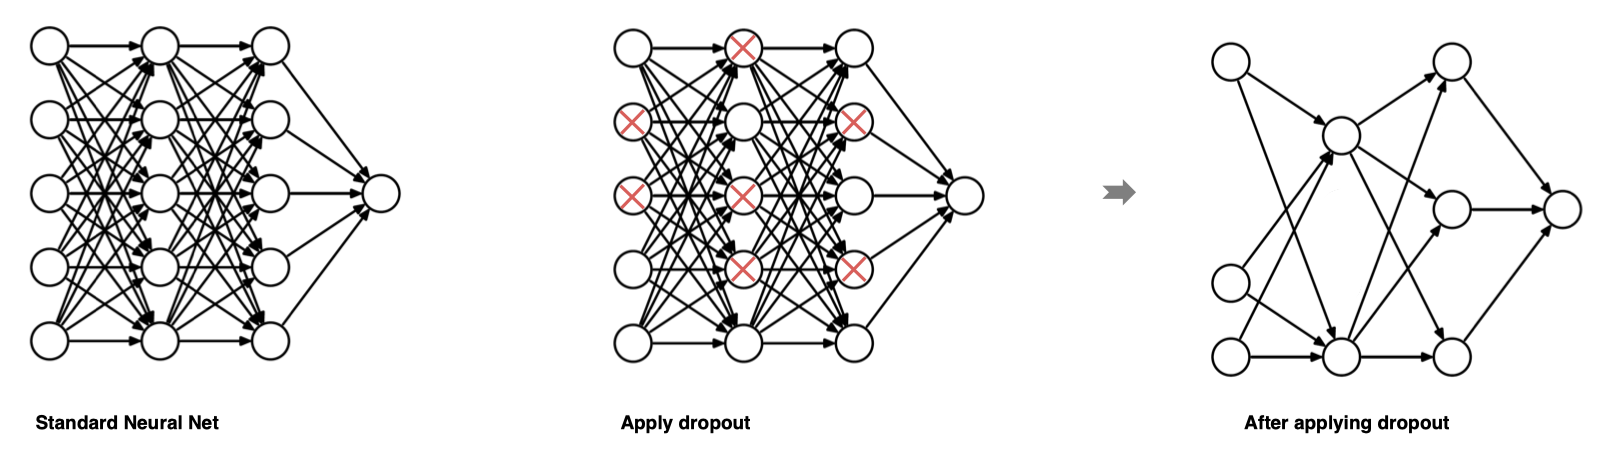 Standard Neural Net
Apply dropout
After applying dropout